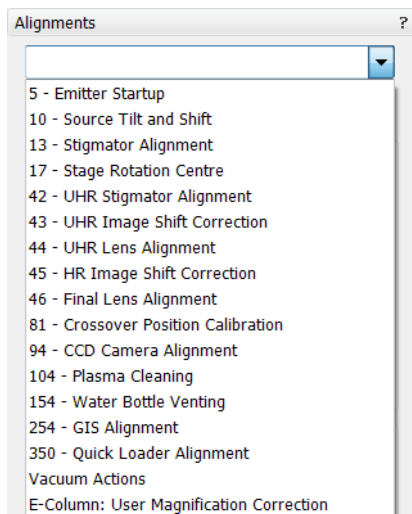 Alignments ?
5 - Emitter Startup
10 - Source Tilt and Shift
13 - Stigmator Alignment
17 - Stage Rotation Centre
42 - UHR Stigmator Alignment
43 - UHR Image Shift Correction
44 - UHR Lens Alignment
45 - HR Image Shift Correction
46 - Final Lens Alignment
81 - Crossover Position Calibration
94 - CCD Camera Alignment
104 - Plasma Cleaning
154 - Water Bottle Venting
254 - GIS Alignment
350 - Quick Loader Alignment
Vacuum Actions
E-Column: User Magnification Correction